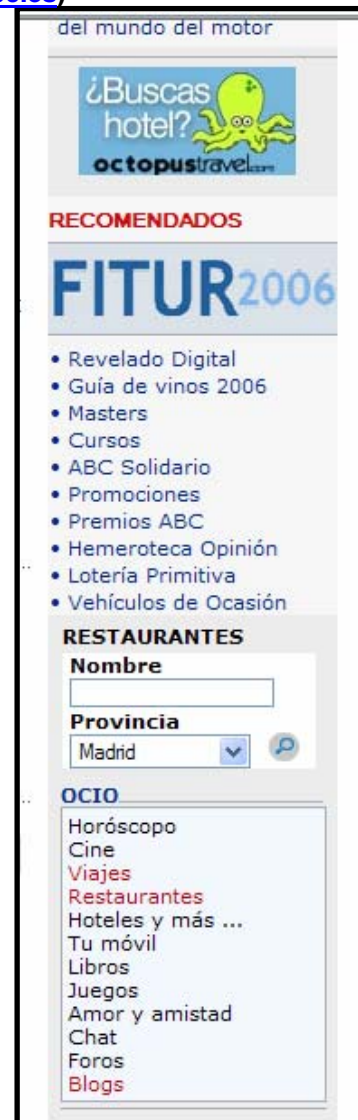 del mundo del motor
¿Buscas
hotel?
octopustravel.com
RECOMENDADOS
FITUR2006
• Revelado Digital
• Guía de vinos 2006
• Masters
• Cursos
• ABC Solidario
• Promociones
• Premios ABC
• Hemeroteca Opinión
• Lotería Primitiva
• Vehículos de Ocasión
RESTAURANTES
Nombre
Provincia
Madrid
OCIO
Horóscopo
Cine
Viajes
Restaurantes
Hoteles y más ...
Tu móvil
Libros
Juegos
Amor y amistad
Chat
Foros
Blogs